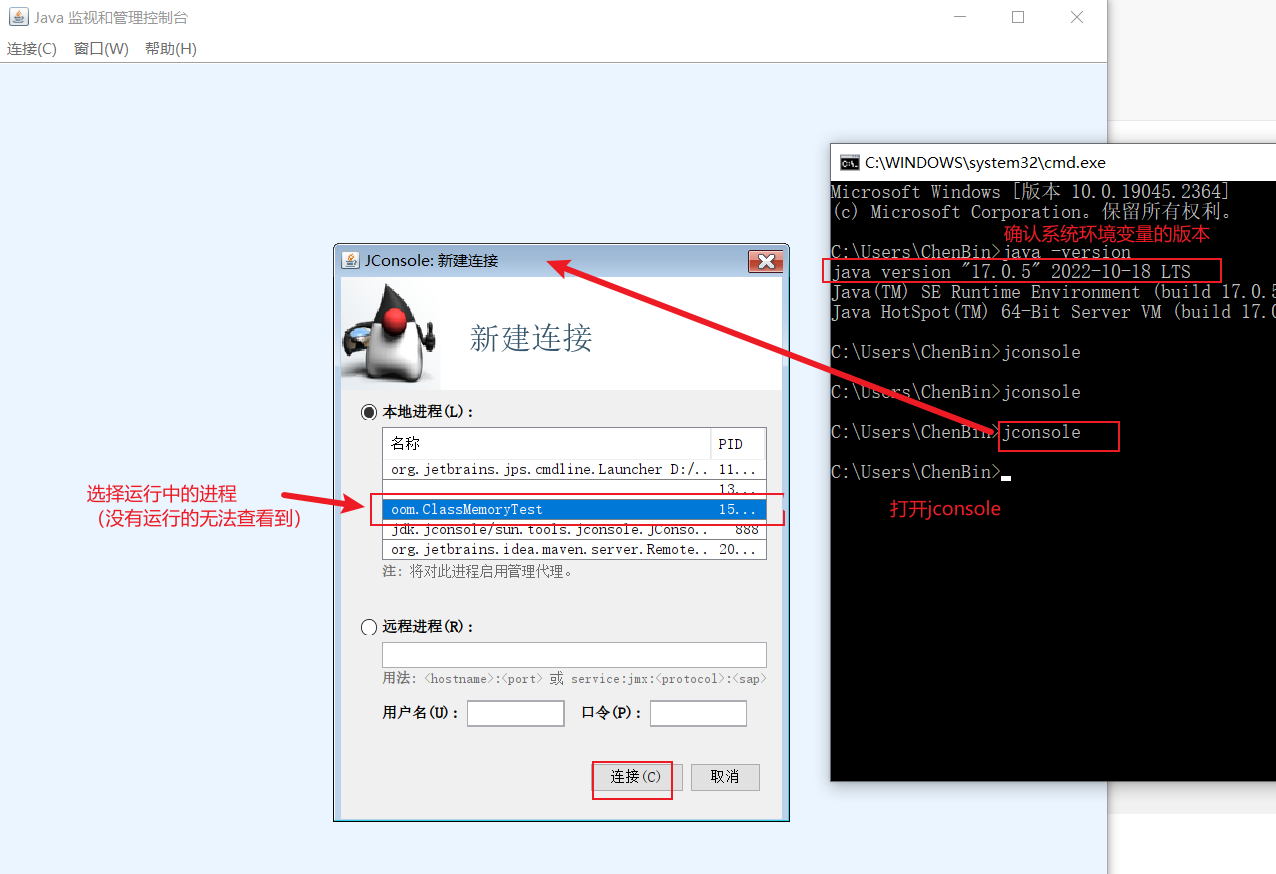 Java 监视和管理控制台
连接(C) 窗口(W) 帮助(H)
C:\WINDOWS\system32\cmd.exe
Microsoft Windows [版本 10.0.19045.2364]
(c) Microsoft Corporation。保留所有权利。
确认系统环境变量的版本
C:\Users\ChenBin>java -version
java version "17.0.5" 2022-10-18 LTS
Java(TM) SE Runtime Environment (build 17.0.5
Java HotSpot(TM) 64-Bit Server VM (build 17.0
C:\Users\ChenBin>jconsole
C:\Users\ChenBin>jconsole
C:\Users\ChenBin>jconsole
C:\Users\ChenBin>
打开jconsole
JConsole: 新建连接
新建连接
本地进程(L):
名称 PID
org.jetbrains.jps.cmdline.Launcher D:/.. 11...
13...
oom.ClassMemoryTest 15...
jdk.jconsole/sun.tools.jconsole.JConso.. 888
org.jetbrains.idea.maven.server.Remote.. 20...
注: 将对此进程启用管理代理。
选择运行中的进程
（没有运行的无法查看到）
远程进程(R):
用法: <hostname>:<port> 或 service:jmx:<protocol>:<sap>
用户名(U): 口令(P):
连接(C) 取消